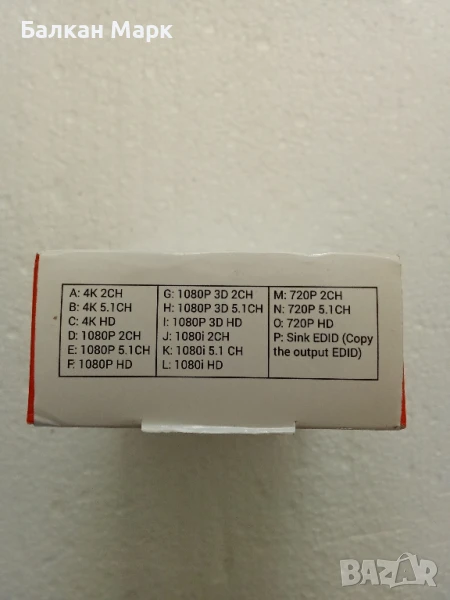 Балкан Марк
A: 4K 2CH
B: 4K 5.1CH
C: 4K HD
D: 1080P 2CH
E: 1080P 5.1CH
F: 1080P HD
G: 1080P 3D 2CH
H: 1080P 3D 5.1CH
I: 1080P 3D HD
J: 1080i 2CH
K: 1080i 5.1 CH
L: 1080i HD
M: 720P 2CH
N: 720P 5.1CH
O: 720P HD
P: Sink EDID (Copy
the output EDID)
BAZAR